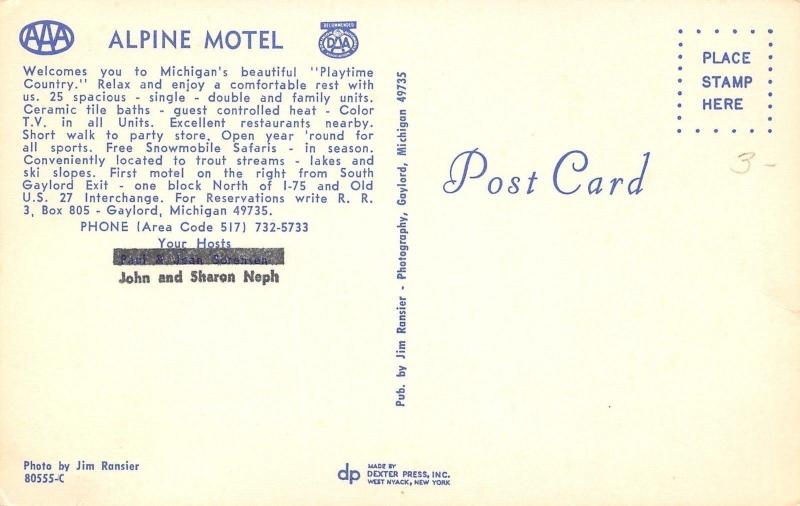 AAA
ALPINE MOTEL
RECOMMENDED
Welcomes you to Michigan's beautiful "Playtime
Country." Relax and enjoy a comfortable rest with
us. 25 spacious - single - double and family units.
Ceramic tile baths - guest controlled heat - Color
T.V. in all Units. Excellent restaurants nearby.
Short walk to party store. Open year 'round for
all sports. Free Snowmobile Safaris - in season.
Conveniently located to trout streams - lakes and
ski slopes. First motel on the right from South
Gaylord Exit - one block North of I-75 and Old
U.S. 27 Interchange. For Reservations write R. R.
3, Box 805 - Gaylord, Michigan 49735.
PHONE (Area Code 517) 732-5733
Your Hosts
Paul & Jean Sorensen
John and Sharon Neph
Photo by Jim Ransier
80555-C
Pub. by Jim Ransier - Photography, Gaylord, Michigan 49735
dp
MADE BY
DEXTER PRESS, INC.
WEST NYACK, NEW YORK
PLACE
STAMP
HERE
3-
Post Card